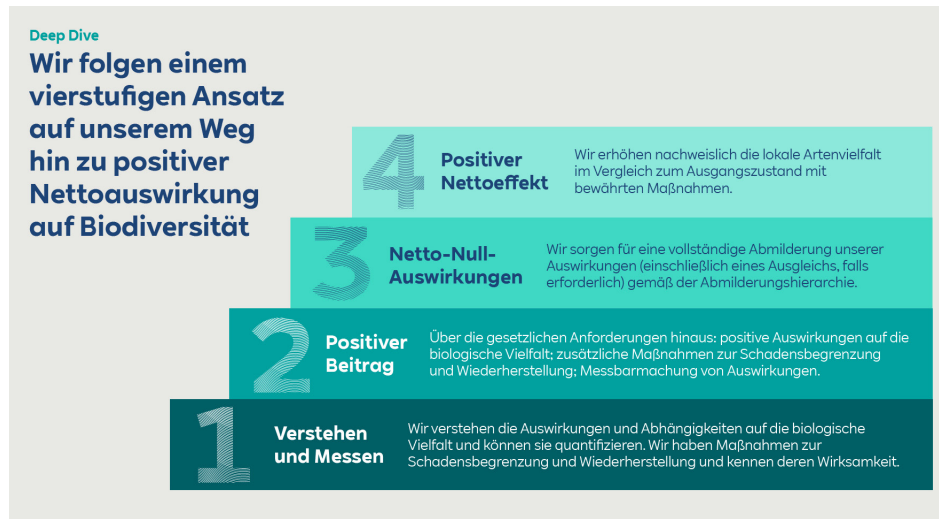 Deep Dive
Wir folgen einem
vierstufigen Ansatz
auf unserem Weg
hin zu positiver
Nettoauswirkung
auf Biodiversität
4
Positiver
Nettoeffekt
Wir erhöhen nachweislich die lokale Artenvielfalt
im Vergleich zum Ausgangszustand mit
bewährten Maßnahmen.
3
Netto-Null-
Auswirkungen
Wir sorgen für eine vollständige Abmilderung unserer
Auswirkungen (einschließlich eines Ausgleichs, falls
erforderlich) gemäß der Abmilderungshierarchie.
2
Positiver
Beitrag
Über die gesetzlichen Anforderungen hinaus: positive Auswirkungen auf die
biologische Vielfalt; zusätzliche Maßnahmen zur Schadensbegrenzung
und Wiederherstellung; Messbarmachung von Auswirkungen.
1
Verstehen
und Messen
Wir verstehen die Auswirkungen und Abhängigkeiten auf die biologische
Vielfalt und können sie quantifizieren. Wir haben Maßnahmen zur
Schadensbegrenzung und Wiederherstellung und kennen deren Wirksamkeit.